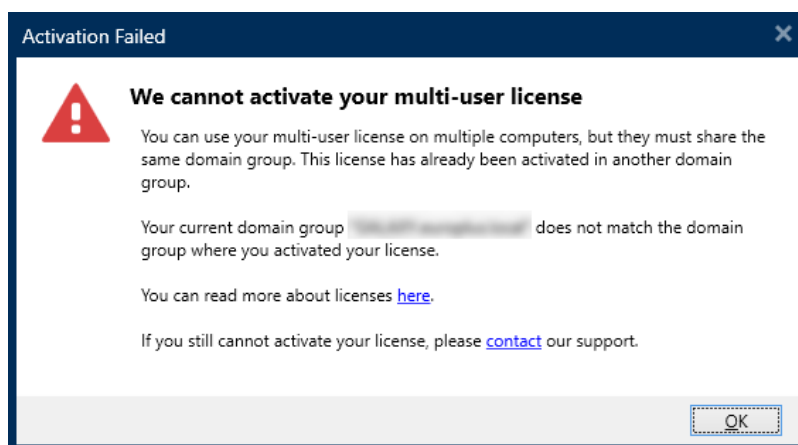 Activation Failed
We cannot activate your multi-user license
You can use your multi-user license on multiple computers, but they must share the
same domain group. This license has already been activated in another domain
group.
Your current domain group does not match the domain
group where you activated your license.
You can read more about licenses here.
If you still cannot activate your license, please contact our support.
OK